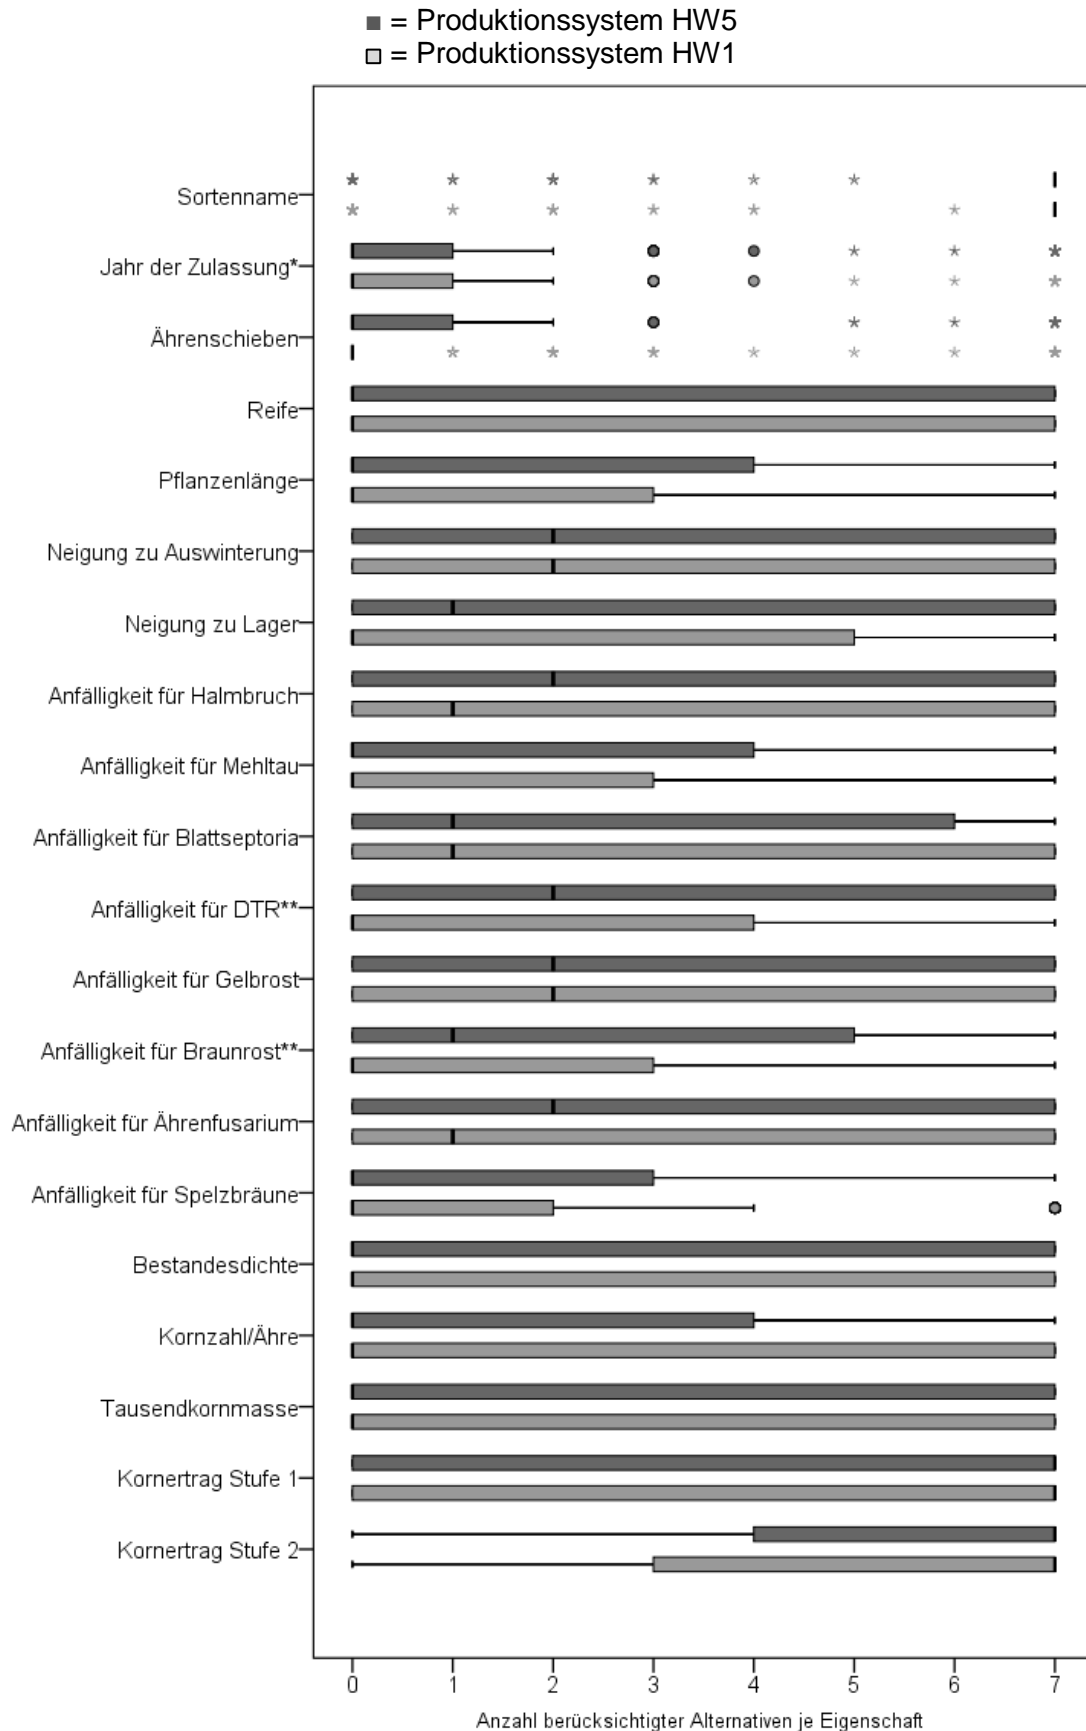 = Produktionssystem HW5
= Produktionssystem HW1
Sortenname
Jahr der Zulassung*
Ährenschieben
Reife
Pflanzenlänge
Neigung zu Auswinterung
Neigung zu Lager
Anfälligkeit für Halmbruch
Anfälligkeit für Mehltau
Anfälligkeit für Blattseptoria
Anfälligkeit für DTR**
Anfälligkeit für Gelbrost
Anfälligkeit für Braunrost**
Anfälligkeit für Ährenfusarium
Anfälligkeit für Spelzbräune
Bestandesdichte
Kornzahl/Ähre
Tausendkornmasse
Kornertrag Stufe 1
Kornertrag Stufe 2
0 1 2 3 4 5 6 7
Anzahl berücksichtigter Alternativen je Eigenschaft